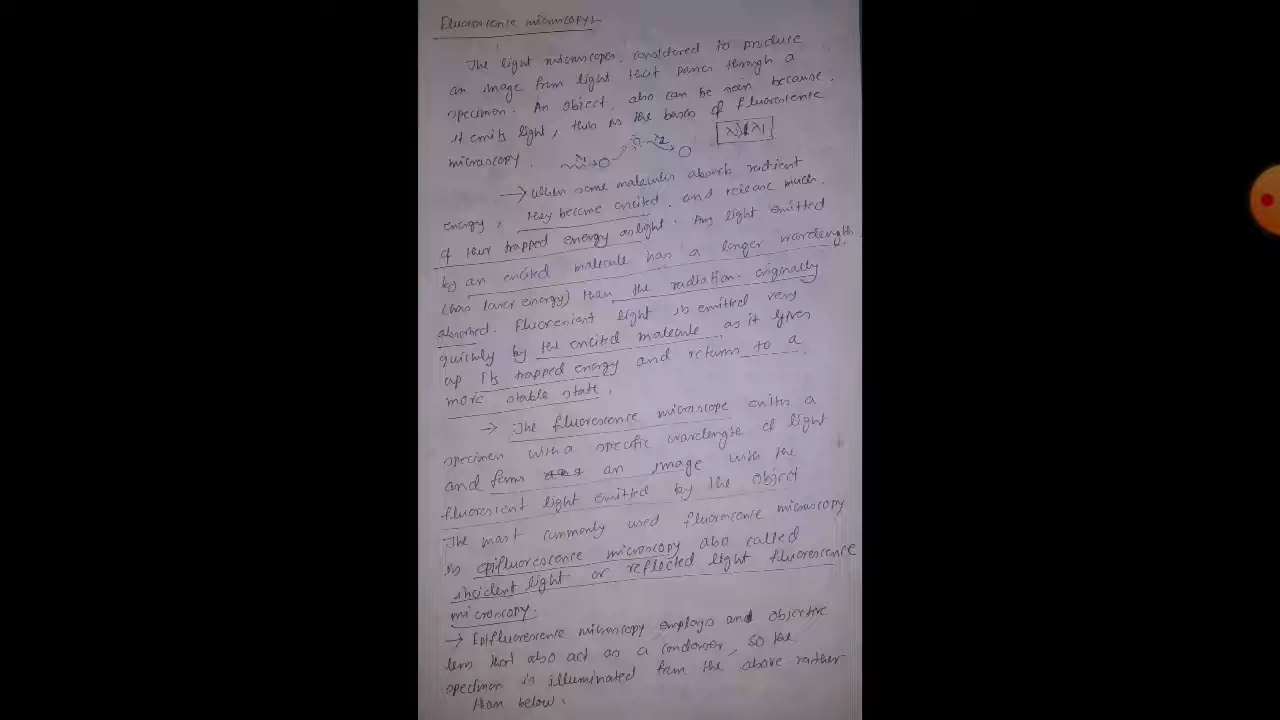 Fluorescence microscopy:-
The light microscopes considered to produce
an image from light that passes through a
specimen. An object also can be seen because
it emits light, this is the basis of fluorescence
microscopy. λ1 λ2
→ When some molecules absorb radient
energy, they become excited and release much
of their trapped energy as light. Any light emitted
by an excited molecule has a longer wavelength
(has lower energy) than the radiation originally
absorbed. Fluorescent light is emitted very
quickly by the excited molecule as it gives
up its trapped energy and returns to a
more stable state.
→ The fluorescence microscope exits a
specimen with a specific wavelength of light
and forms an image with the
fluorescent light emitted by the object
The most commonly used fluorescence microscopy
is epifluorescence microscopy also called
incident light or reflected light fluorescence
microscopy.
→ Epifluorescence microscopy employs and objective
lens that also act as a condenser, so the
specimen is illuminated from the above rather
than below.